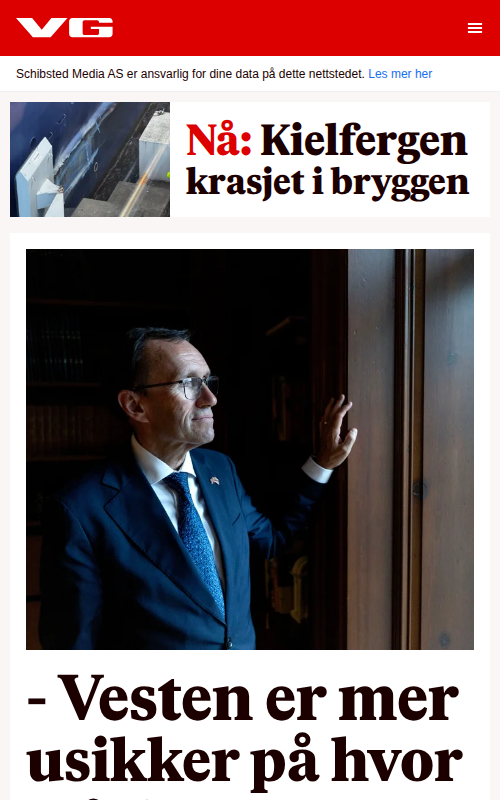 VG
Schibsted Media AS er ansvarlig for dine data på dette nettstedet. Les mer her
Nå: Kielfergen
krasjet i bryggen
- Vesten er mer
usikker på hvor